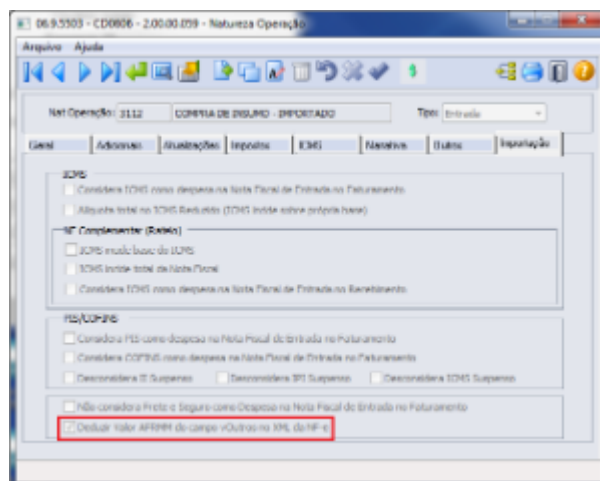 06.9.5503 - CD0606 - 2.00.00.059 - Natureza Operação
Arquivo Ajuda
Nat Operação: 3112 COMPRA DE INSUMO - IMPORTADO Tipo: Entrada
Geral Adicionais Atualizações Impostos ICMS Narrativa Outros Importação
ICMS
Considera ICMS como despesa na Nota Fiscal de Entrada no Faturamento
Alíquota total no ICMS Reduzido (ICMS incide sobre própria base)
NF Complementar (Rateio)
ICMS incide base do ICMS
ICMS incide total da Nota Fiscal
Considera ICMS como despesa na Nota Fiscal de Entrada no Recebimento
PIS/COFINS
Considera PIS como despesa na Nota Fiscal de Entrada no Faturamento
Considera COFINS como despesa na Nota Fiscal de Entrada no Faturamento
Desconsidera II Suspenso Desconsidera IPI Suspenso Desconsidera ICMS Suspenso
Não considera Frete e Seguro como Despesa na Nota Fiscal de Entrada no Faturamento
Deduzir Valor AFRMM do campo vOutros no XML da NF-e